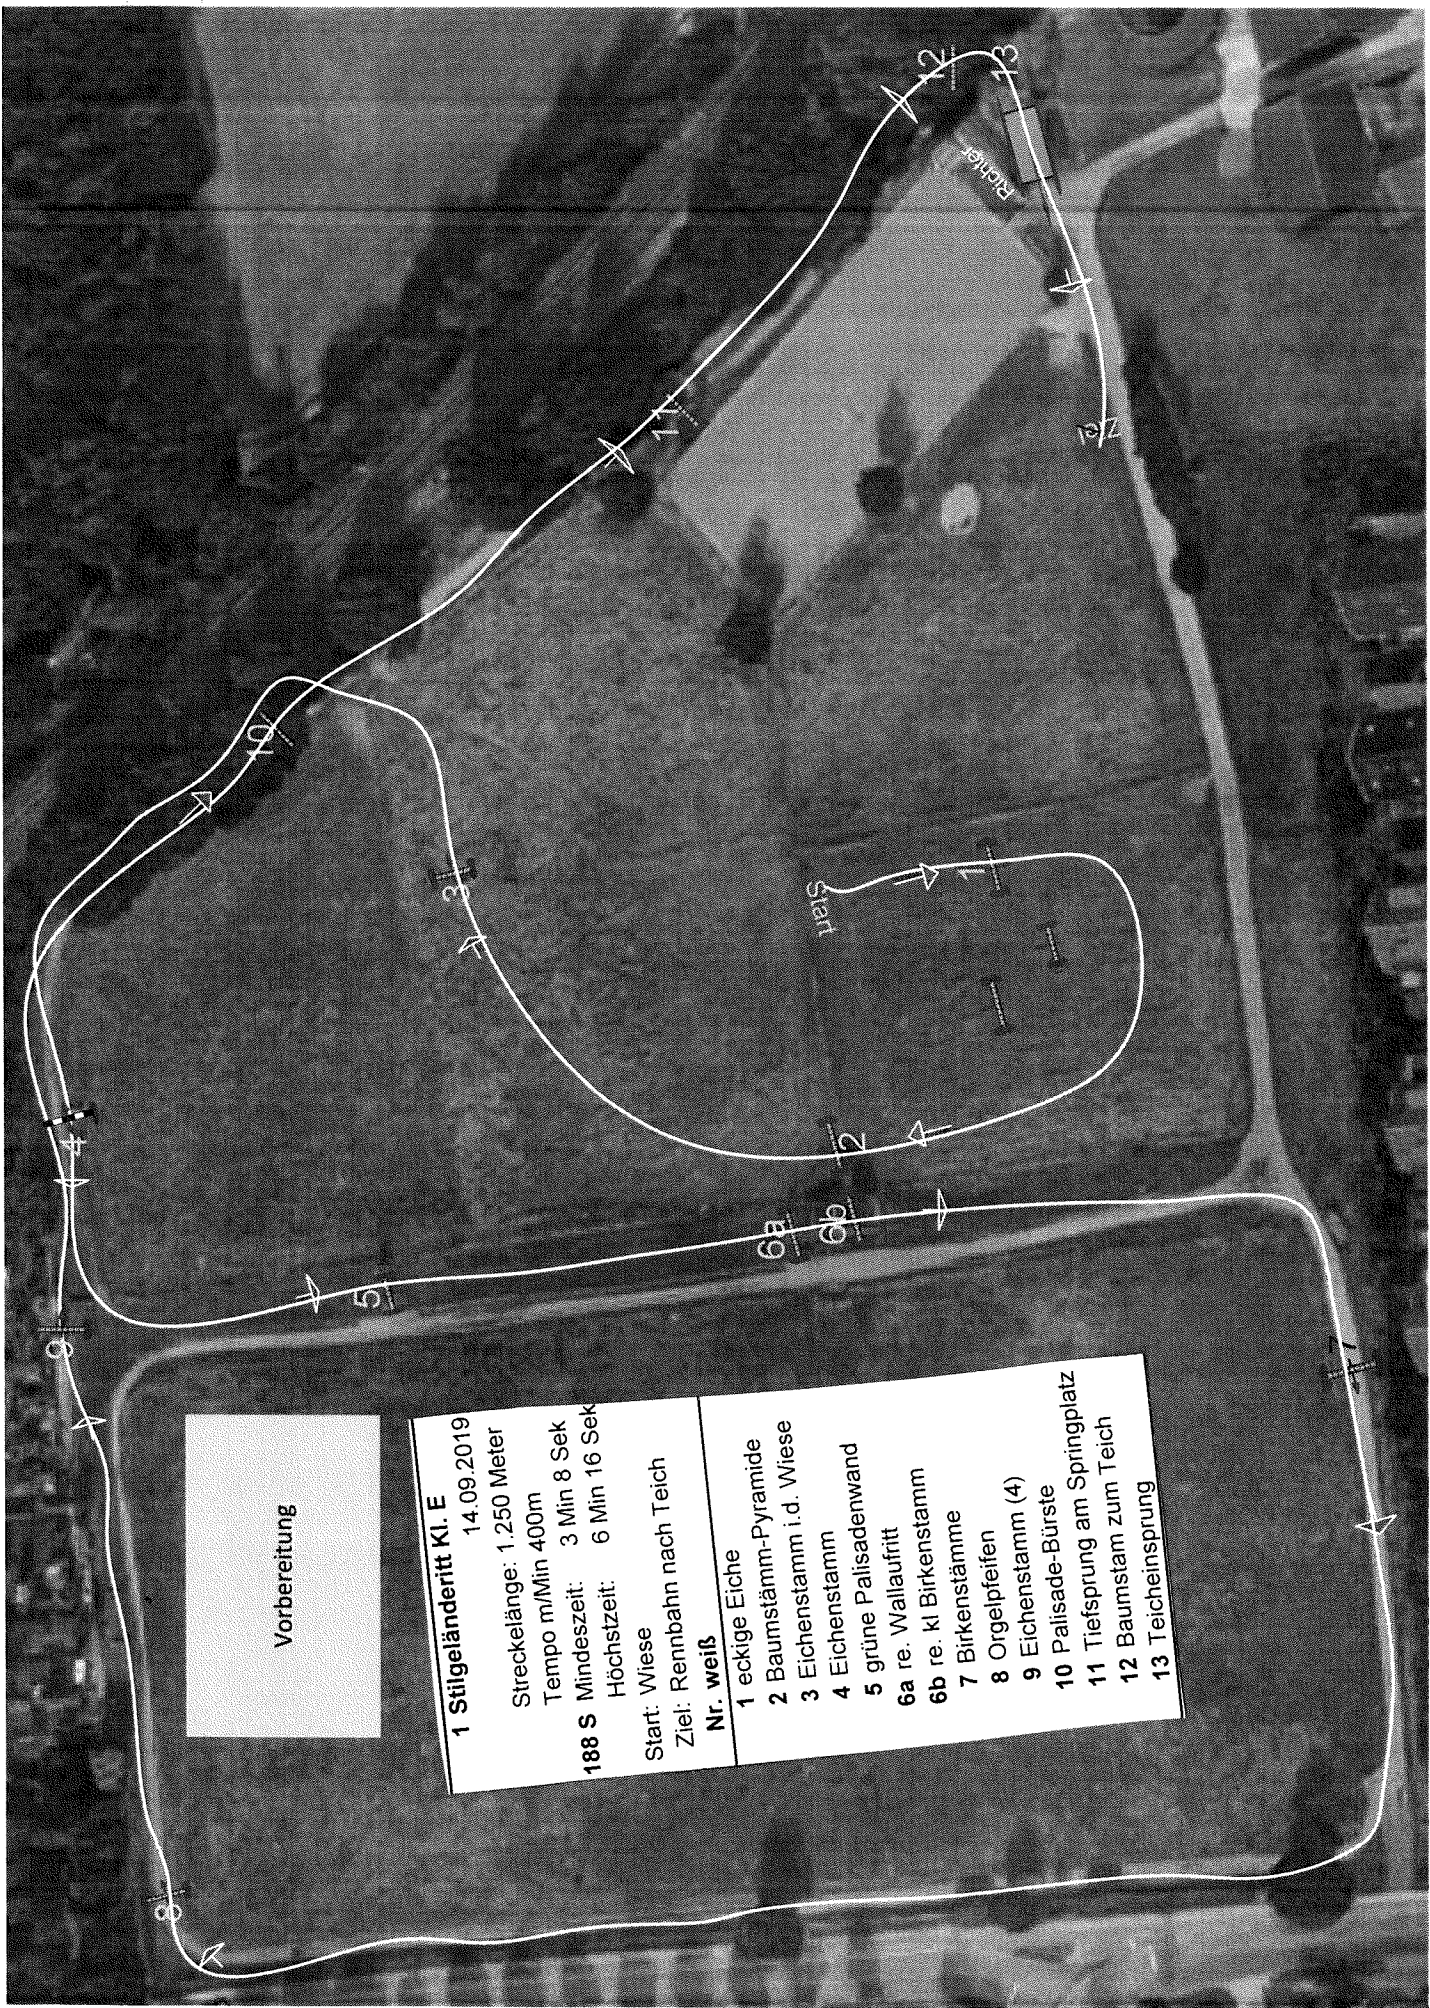 Vorbereitung
1 Stilgeländeritt Kl. E
14.09.2019
Streckelänge: 1.250 Meter
Tempo m/Min 400m
188 S Mindeszeit: 3 Min 8 Sek
Höchstzeit: 6 Min 16 Sek
Start: Wiese
Ziel: Rennbahn nach Teich
Nr. weiß
1 eckige Eiche
2 Baumstämm-Pyramide
3 Eichenstamm i.d. Wiese
4 Eichenstamm
5 grüne Palisadenwand
6a re. Wallaufritt
6b re. kl Birkenstamm
7 Birkenstämme
8 Orgelpfeifen
9 Eichenstamm (4)
10 Palisade-Bürste
11 Tiefsprung am Springplatz
12 Baumstam zum Teich
13 Teicheinsprung
Start
1
2
3
4
5
6a
6b
7
8
9
10
11
12
13
Richter
Ziel